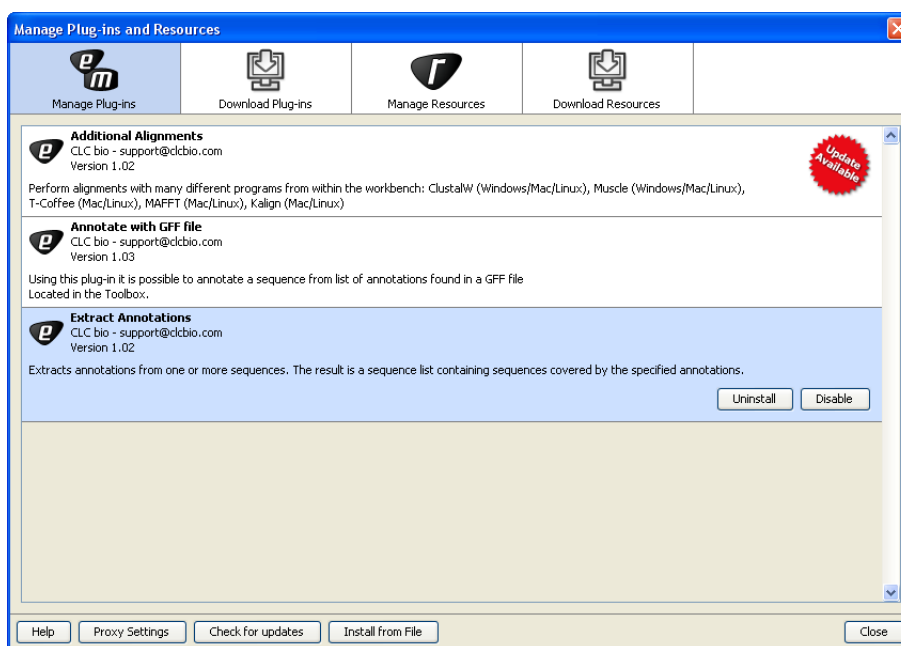 Manage Plug-ins and Resources
Manage Plug-ins
Download Plug-ins
Manage Resources
Download Resources
Additional Alignments
CLC bio - support@clcbio.com
Version 1.02
Update
Available
Perform alignments with many different programs from within the workbench: ClustalW (Windows/Mac/Linux), Muscle (Windows/Mac/Linux),
T-Coffee (Mac/Linux), MAFFT (Mac/Linux), Kalign (Mac/Linux)
Annotate with GFF file
CLC bio - support@clcbio.com
Version 1.03
Using this plug-in it is possible to annotate a sequence from list of annotations found in a GFF file
Located in the Toolbox.
Extract Annotations
CLC bio - support@clcbio.com
Version 1.02
Extracts annotations from one or more sequences. The result is a sequence list containing sequences covered by the specified annotations.
Uninstall
Disable
Help
Proxy Settings
Check for updates
Install from File
Close